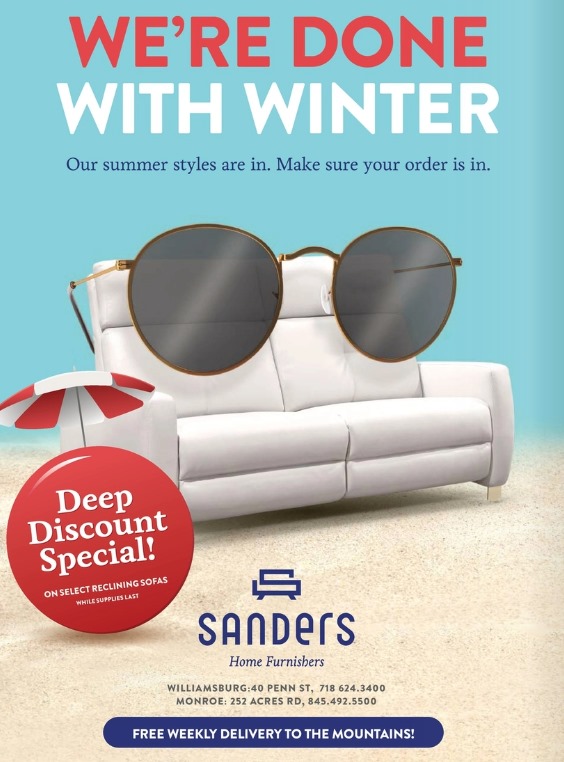 WE'RE DONE
WITH WINTER
Our summer styles are in. Make sure your order is in.
Deep
Discount
Special!
ON SELECT RECLINING SOFAS
WHILE SUPPLIES LAST
SANDERS
Home Furnishers
WILLIAMSBURG:40 PENN ST, 718 624.3400
MONROE: 252 ACRES RD, 845.492.5500
FREE WEEKLY DELIVERY TO THE MOUNTAINS!